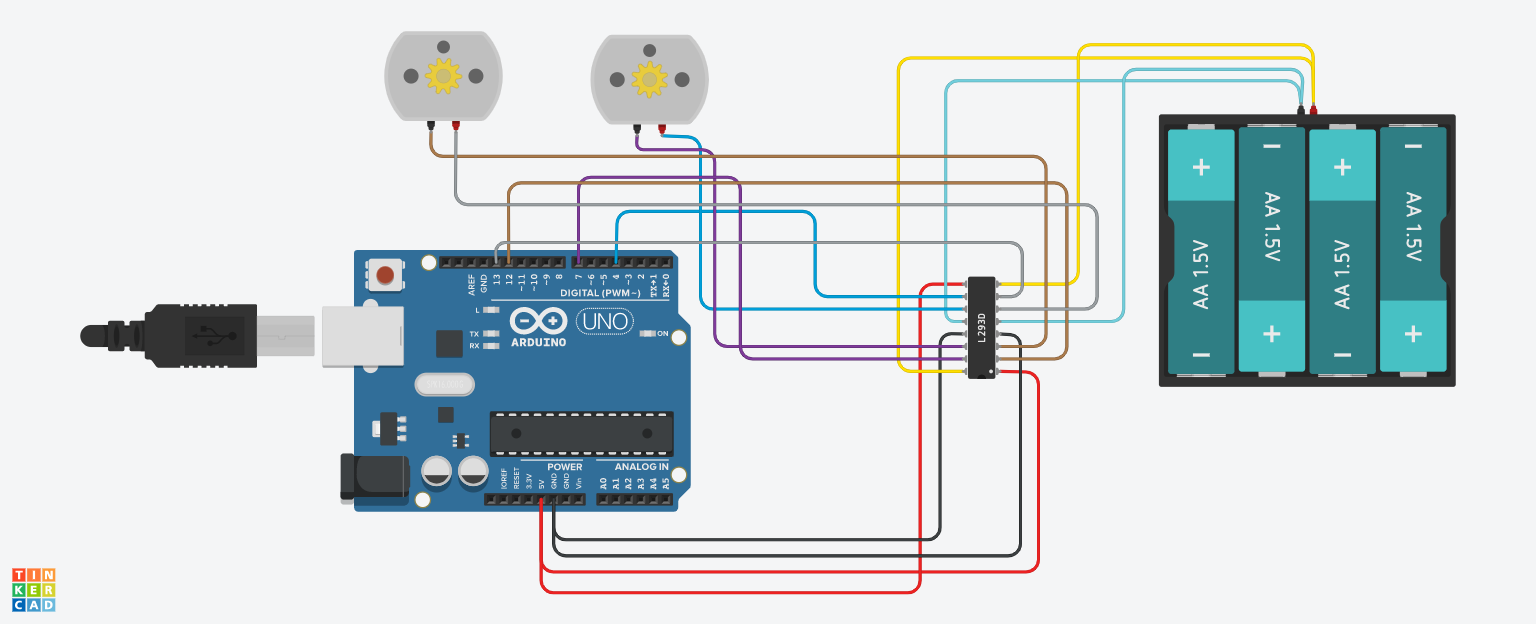 AREF
GND
13
12
~11
~10
~9
8
7
~6
~5
4
~3
2
TX→1
RX←0
DIGITAL (PWM~)
L
TX
RX
ARDUINO
UNO
ON
POWER
ANALOG IN
IOREF
RESET
3.3V
5V
GND
GND
Vin
A0
A1
A2
A3
A4
A5
L293D
+
AA 1.5V
−
−
AA 1.5V
+
+
AA 1.5V
−
−
AA 1.5V
+
TIN
KER
CAD